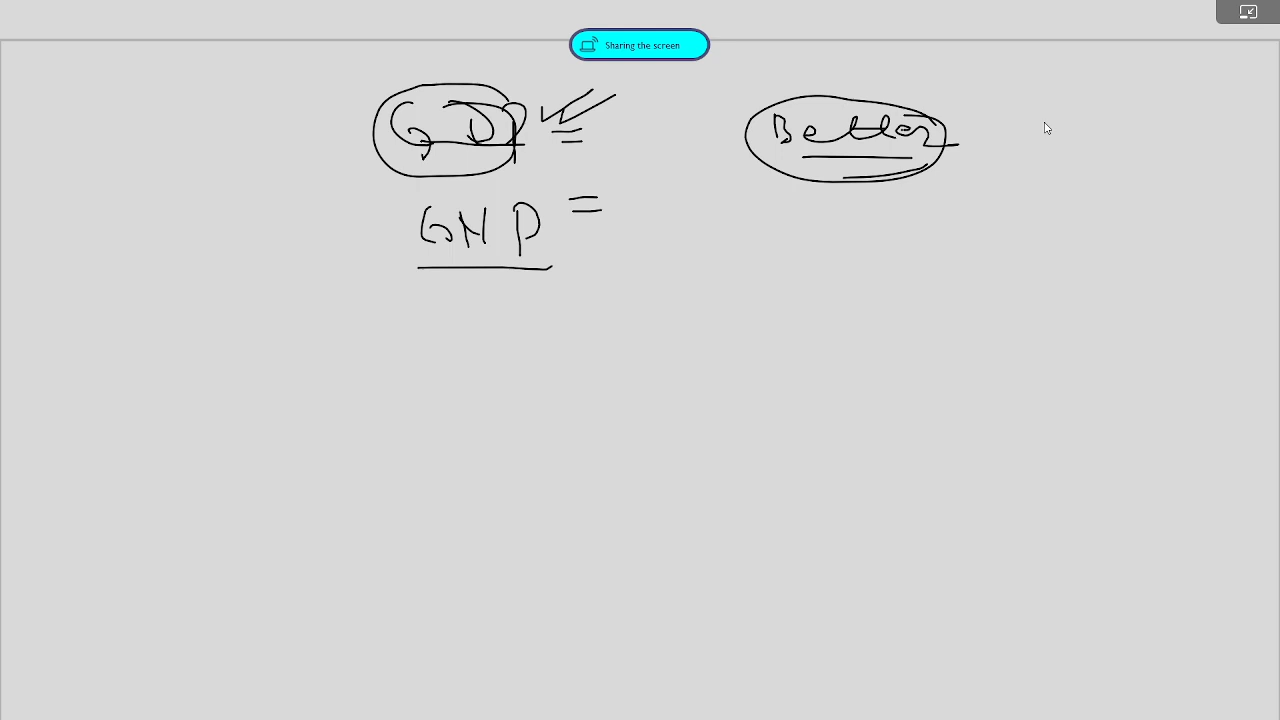 Sharing the screen
GDP = Better
GNP =